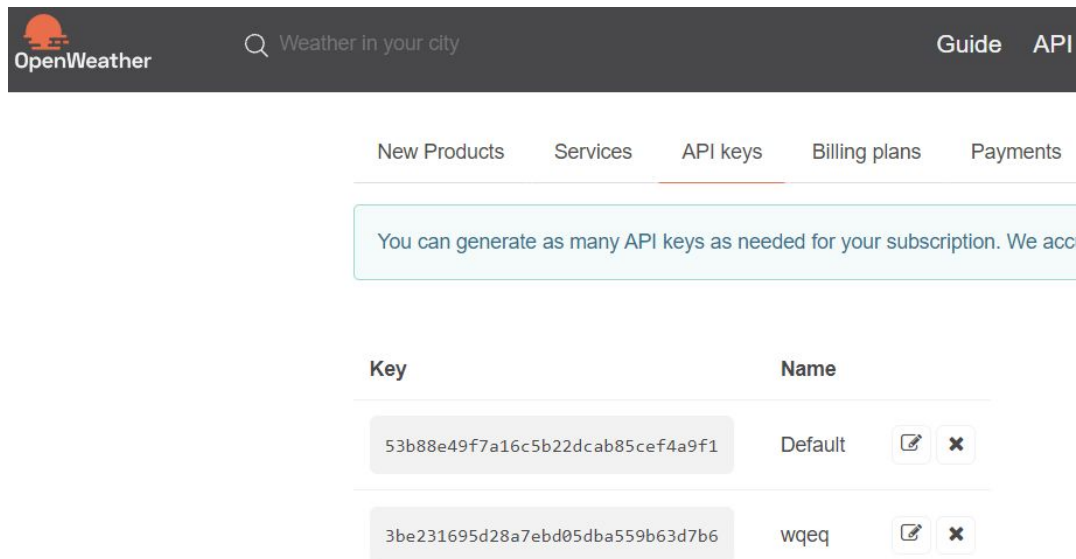 OpenWeather
Weather in your city
Guide API
New Products Services API keys Billing plans Payments
You can generate as many API keys as needed for your subscription. We
Key Name
53b88e49f7a16c5b22dcab85cef4a9f1 Default
3be231695d28a7ebd05dba559b63d7b6 wqeq